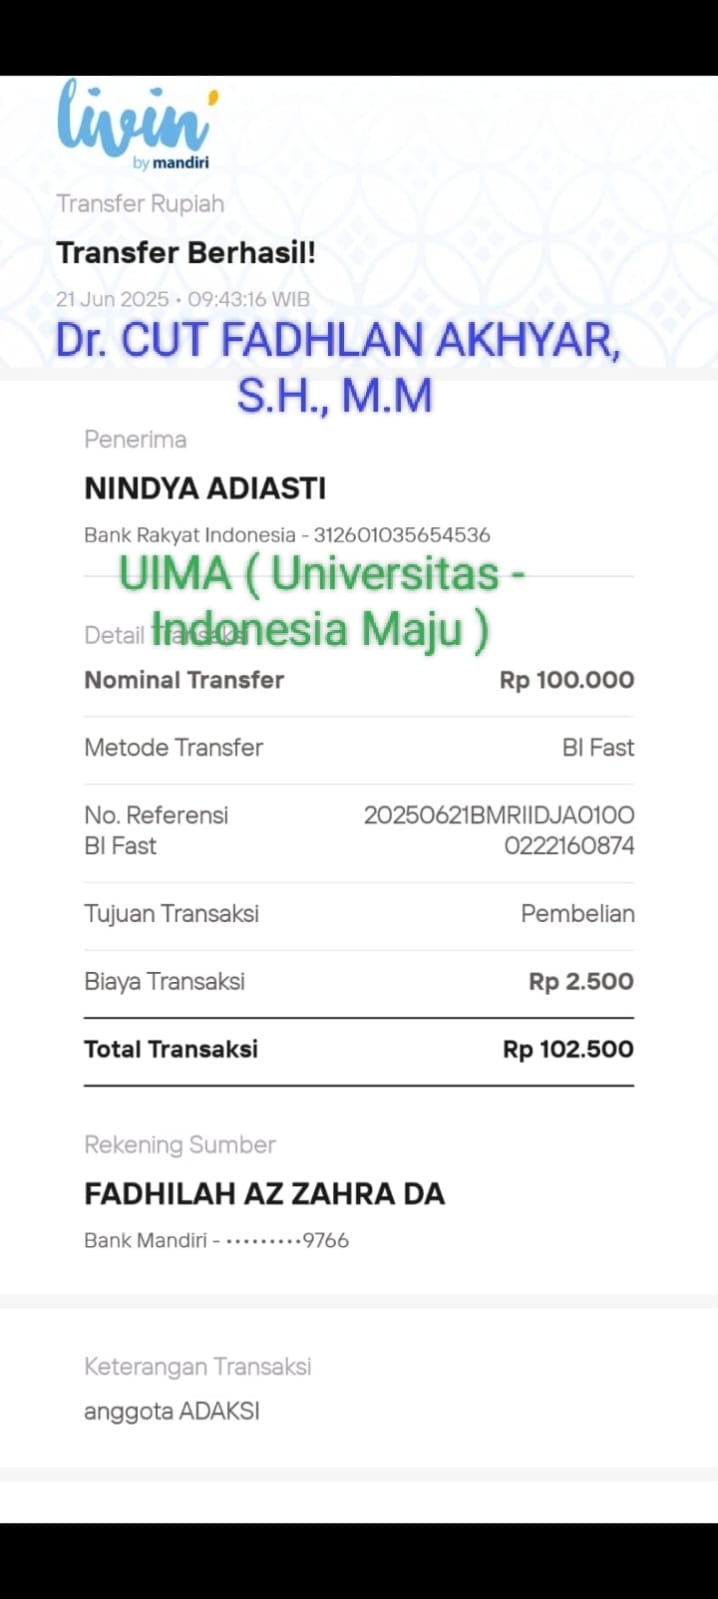 livin'
by mandiri
Transfer Rupiah
Transfer Berhasil!
21 Jun 2025 • 09:43:16 WIB
Dr. CUT FADHLAN AKHYAR,
S.H., M.M
Penerima
NINDYA ADIASTI
Bank Rakyat Indonesia - 312601035654536
UIMA ( Universitas -
Indonesia Maju )
Detail Transaksi
Nominal Transfer Rp 100.000
Metode Transfer BI Fast
No. Referensi 20250621BMRIIDJA010O
BI Fast 0222160874
Tujuan Transaksi Pembelian
Biaya Transaksi Rp 2.500
Total Transaksi Rp 102.500
Rekening Sumber
FADHILAH AZ ZAHRA DA
Bank Mandiri - •••••••••9766
Keterangan Transaksi
anggota ADAKSI